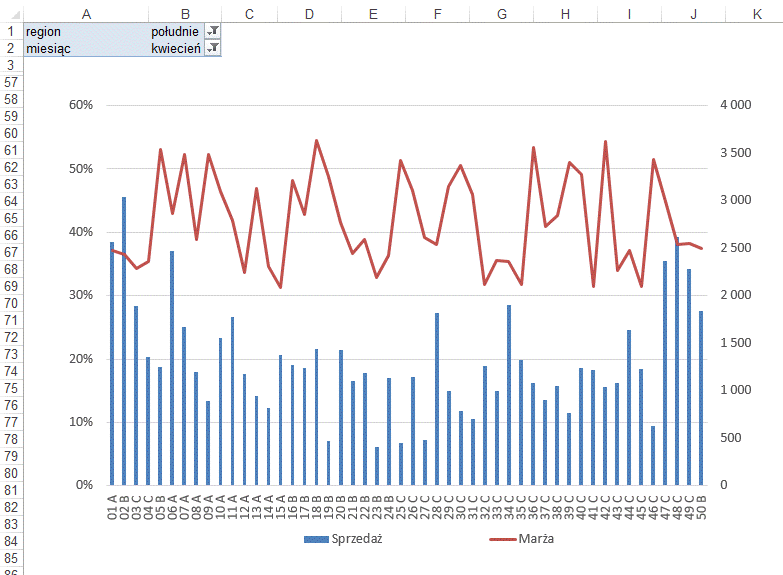 A B C D E F G H I J K
1 region południe
2 miesiąc kwiecień
3
57
58 60% 4 000
59
60
61 3 500
62 50%
63
64 3 000
65
66 40%
67 2 500
68
69
70 30% 2 000
71
72 1 500
73
74 20%
75 1 000
76
77 10%
78 500
79
80
81 0% 0
82 01 A 02 B 03 C 04 C 05 B 06 A 07 A 08 A 09 A 10 A 11 A 12 A 13 A 14 A 15 A 16 B 17 B 18 B 19 B 20 B 21 B 22 B 23 B 24 B 25 C 26 C 27 C 28 C 29 C 30 C 31 C 32 C 33 C 34 C 35 C 36 C 37 C 38 C 39 C 40 C 41 C 42 C 43 C 44 C 45 C 46 C 47 C 48 C 49 C 50 B
83
84 Sprzedaż Marża
85
86